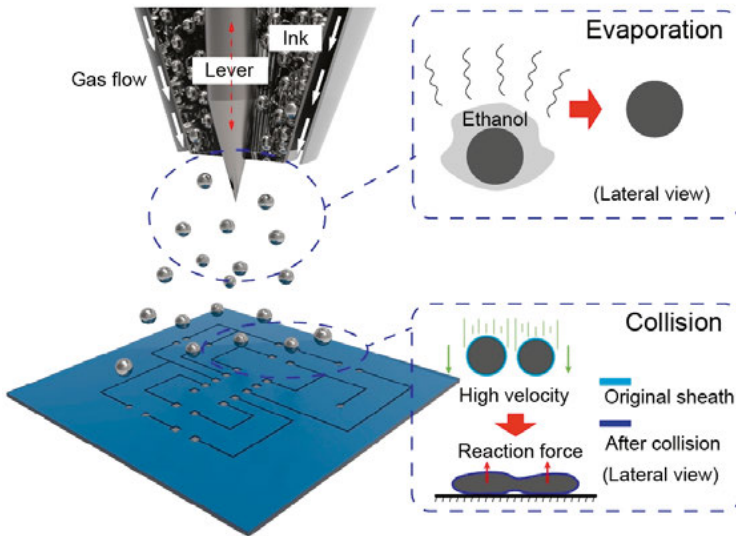 Gas flow
Ink
Lever
Evaporation
Ethanol
(Lateral view)
Collision
High velocity
Original sheath
Reaction force
After collision
(Lateral view)